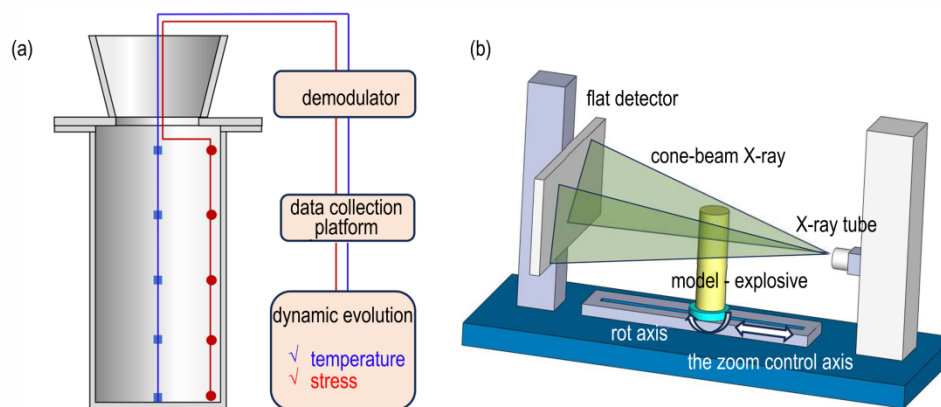 (a)
demodulator
data collection
platform
dynamic evolution
√ temperature
√ stress
(b)
flat detector
cone-beam X-ray
X-ray tube
model - explosive
rot axis
the zoom control axis